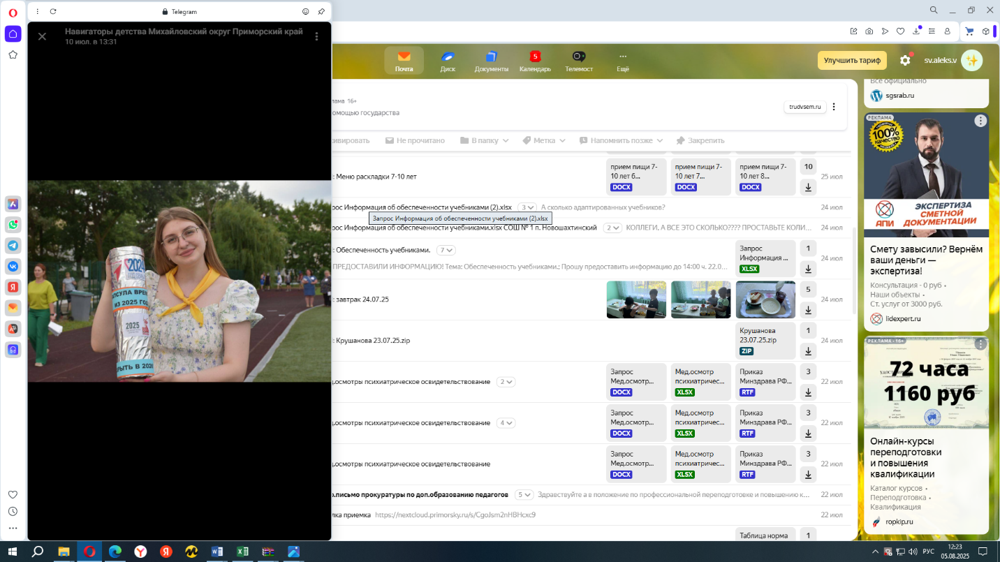 Telegram
Навигаторы детства Михайловский округ Приморский край
10 июл. в 13:31
2024
ПСУЛА ВРЕ
ИЗ 2025 ГОД
2025
РЫТЬ В 202
Почта
Диск
Документы
5
Календарь
Телемост
Ещё
Улучшить тариф
sv.aleks.v
лама 16+
омощью государства
trudvsem.ru
ивировать
Не прочитано
В папку
Метка
Напомнить позже
Закрепить
: Меню раскладки 7-10 лет
прием пищи 7-
10 лет 6...
DOCX
прием пищи 7-
10 лет 7...
DOCX
прием пищи 7-
10 лет 8...
DOCX
10
25 июл
рос Информация об обеспеченности учебниками (2).xlsx
3
А сколько адаптированных учебников?
24 июл
Запрос Информация об обеспеченности учебниками (2).xlsx
рос Информация об обеспеченности учебниками.xlsx СОШ № 1 п. Новошахтинский
2
КОЛЛЕГИ, А ВСЕ ЭТО СКОЛЬКО???? ПРОСТАВЬТЕ КОЛИ...
24 июл
: Обеспеченность учебниками.
7
ПРЕДОСТАВИЛИ ИНФОРМАЦИЮ! Тема: Обеспеченность учебниками.; Прошу предоставить информацию до 14:00 ч. 22.0...
Запрос
Информация ...
XLSX
1
24 июл
: завтрак 24.07.25
5
24 июл
: Крушанова 23.07.25.zip
Крушанова
23.07.25.zip
ZIP
1
24 июл
.осмотры психиатрическое освидетельствование
2
Запрос
Мед.осмотр...
DOCX
Мед.осмотр
психиатричес...
XLSX
Приказ
Минздрава РФ...
RTF
3
22 июл
.осмотры психиатрическое освидетельствование
4
Запрос
Мед.осмотр...
DOCX
Мед.осмотр
психиатричес...
XLSX
Приказ
Минздрава РФ...
RTF
3
22 июл
.осмотры психиатрическое освидетельствование
Запрос
Мед.осмотр...
DOCX
Мед.осмотр
психиатричес...
XLSX
Приказ
Минздрава РФ...
RTF
3
22 июл
о.письмо прокуратуры по доп.образованию педагогов
5
Здравствуйте а в положение по профессиональной переподготовке и повышению к...
22 июл
лка приемка
https://nextcloud.primorsky.ru/s/CgoJsm2nHBHcxc9
22 июл
Таблица норма
1
Все официально
sgsrab.ru
РЕКЛАМА
100%
качество
АПИ
ЭКСПЕРТИЗА
СМЕТНОЙ
ДОКУМЕНТАЦИИ
Смету завысили? Вернём
ваши деньги —
экспертиза!
Консультация - 0 руб •
Наши объекты •
Ст. услуг от 3000 руб.
lidexpert.ru
РЕКЛАМА • 16+
72 часа
1160 руб
Онлайн-курсы
переподготовки
и повышения
квалификации
Каталог курсов •
Переподготовка •
Квалификация
ropkip.ru
РУС
12:23
05.08.2025